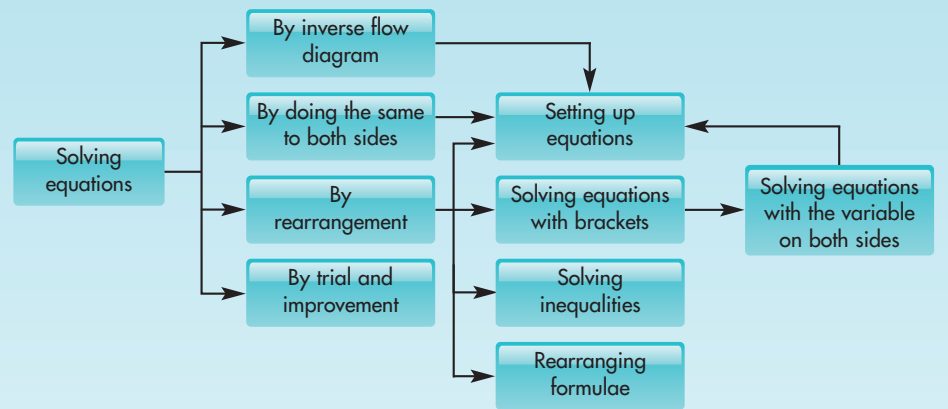 Solving
equations
By inverse flow
diagram
By doing the same
to both sides
By
rearrangement
By trial and
improvement
Setting up
equations
Solving equations
with brackets
Solving
inequalities
Rearranging
formulae
Solving equations
with the variable
on both sides